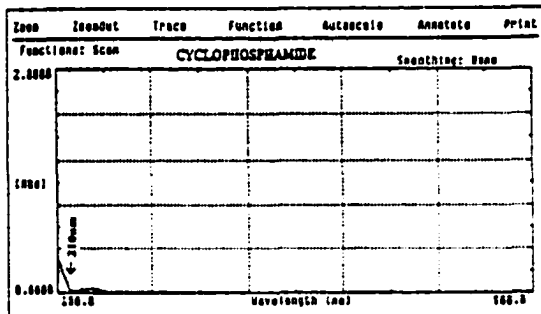 Zoom ZoomOut Trace Function Autoscale Annotate Print
Functions: Scan CYCLOPHOSPHAMIDE Smoothing: None
2.0000
(Abs)
<- 210nm
0.0000
Wavelength (nm)